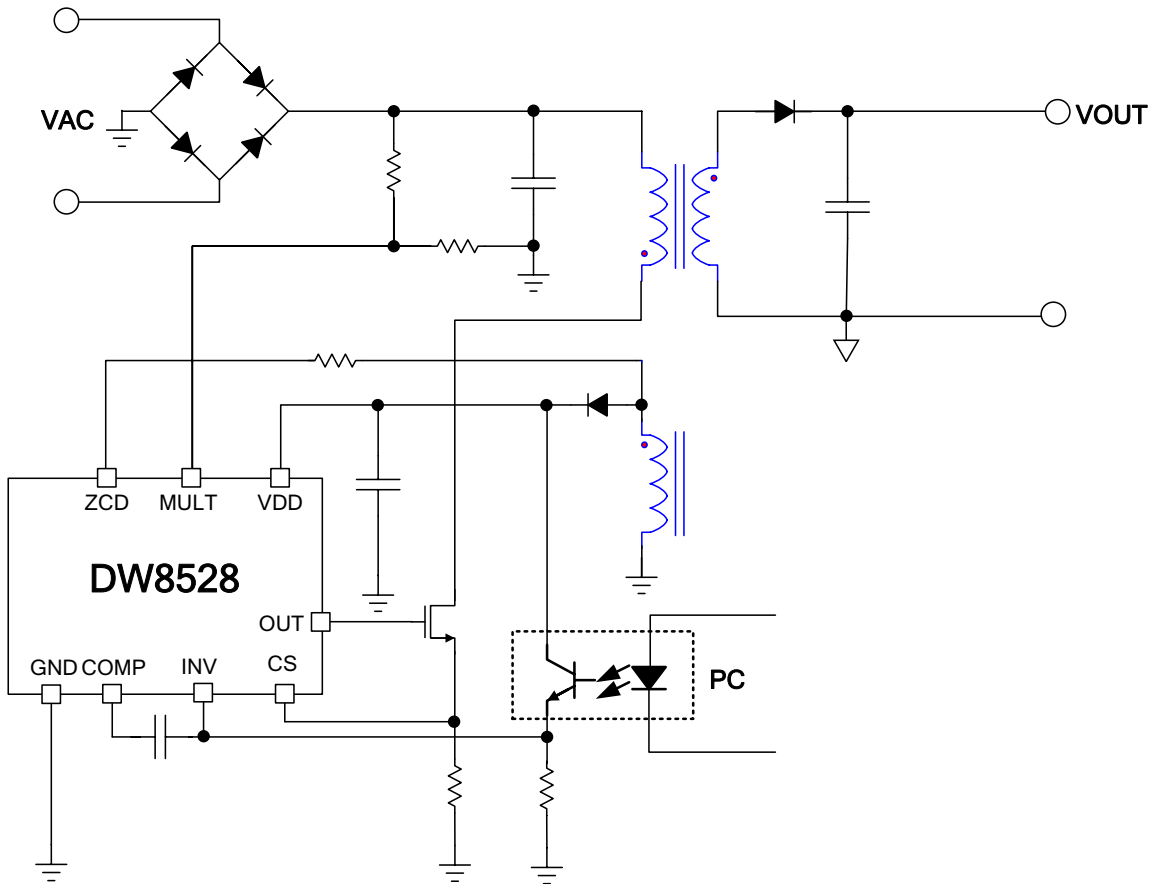 VAC
VOUT
ZCD
MULT
VDD
DW8528
OUT
GND
COMP
INV
CS
PC